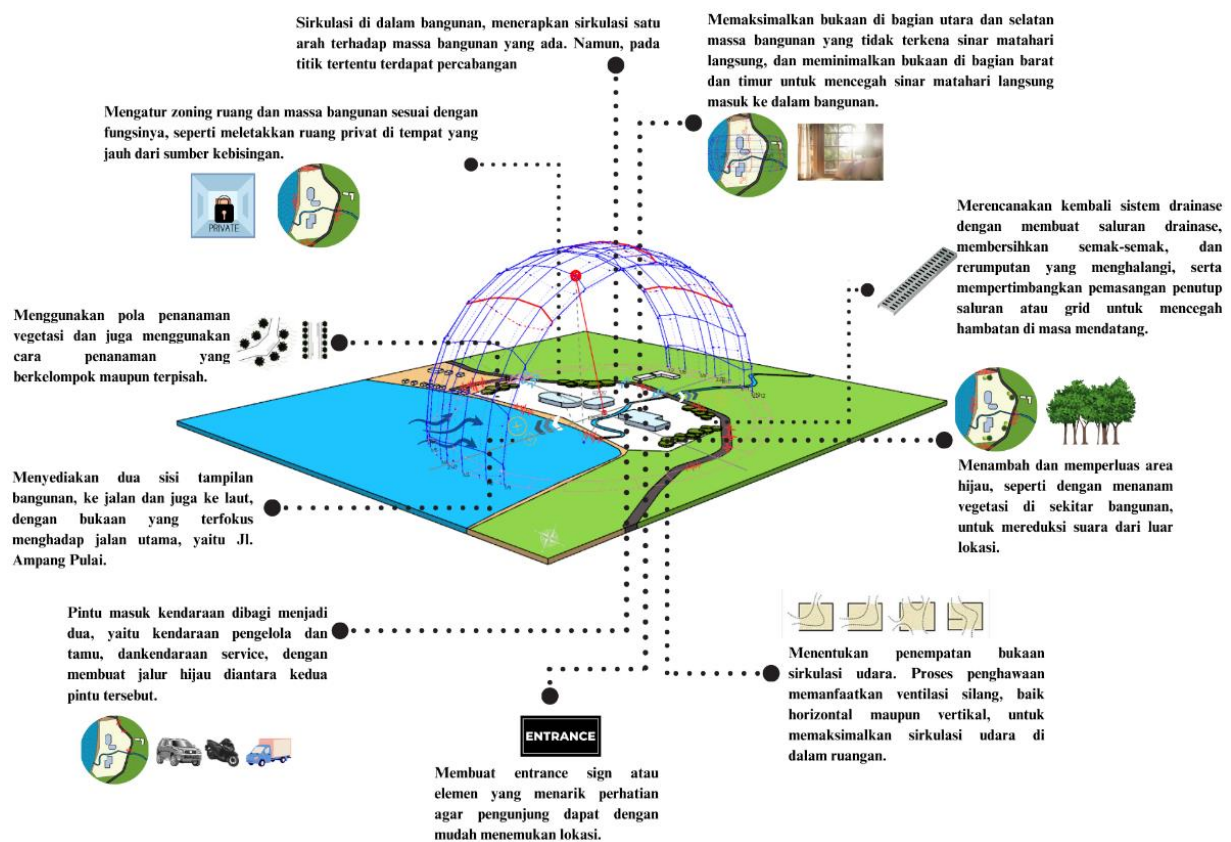 Sirkulasi di dalam bangunan, menerapkan sirkulasi satu
arah terhadap massa bangunan yang ada. Namun, pada
titik tertentu terdapat percabangan
Memaksimalkan bukaan di bagian utara dan selatan
massa bangunan yang tidak terkena sinar matahari
langsung, dan meminimalkan bukaan di bagian barat
dan timur untuk mencegah sinar matahari langsung
masuk ke dalam bangunan.
Mengatur zoning ruang dan massa bangunan sesuai dengan
fungsinya, seperti meletakkan ruang privat di tempat yang
jauh dari sumber kebisingan.
PRIVATE
Merencanakan kembali sistem drainase
dengan membuat saluran drainase,
membersihkan semak-semak, dan
rerumputan yang menghalangi, serta
mempertimbangkan pemasangan penutup
saluran atau grid untuk mencegah
hambatan di masa mendatang.
Menggunakan pola penanaman
vegetasi dan juga menggunakan
cara penanaman yang
berkelompok maupun terpisah.
Menambah dan memperluas area
hijau, seperti dengan menanam
vegetasi di sekitar bangunan,
untuk mereduksi suara dari luar
lokasi.
Menyediakan dua sisi tampilan
bangunan, ke jalan dan juga ke laut,
dengan bukaan yang terfokus
menghadap jalan utama, yaitu Jl.
Ampang Pulai.
Pintu masuk kendaraan dibagi menjadi
dua, yaitu kendaraan pengelola dan
tamu, dankendaraan service, dengan
membuat jalur hijau diantara kedua
pintu tersebut.
Menentukan penempatan bukaan
sirkulasi udara. Proses penghawaan
memanfaatkan ventilasi silang, baik
horizontal maupun vertikal, untuk
memaksimalkan sirkulasi udara di
dalam ruangan.
ENTRANCE
Membuat entrance sign atau
elemen yang menarik perhatian
agar pengunjung dapat dengan
mudah menemukan lokasi.